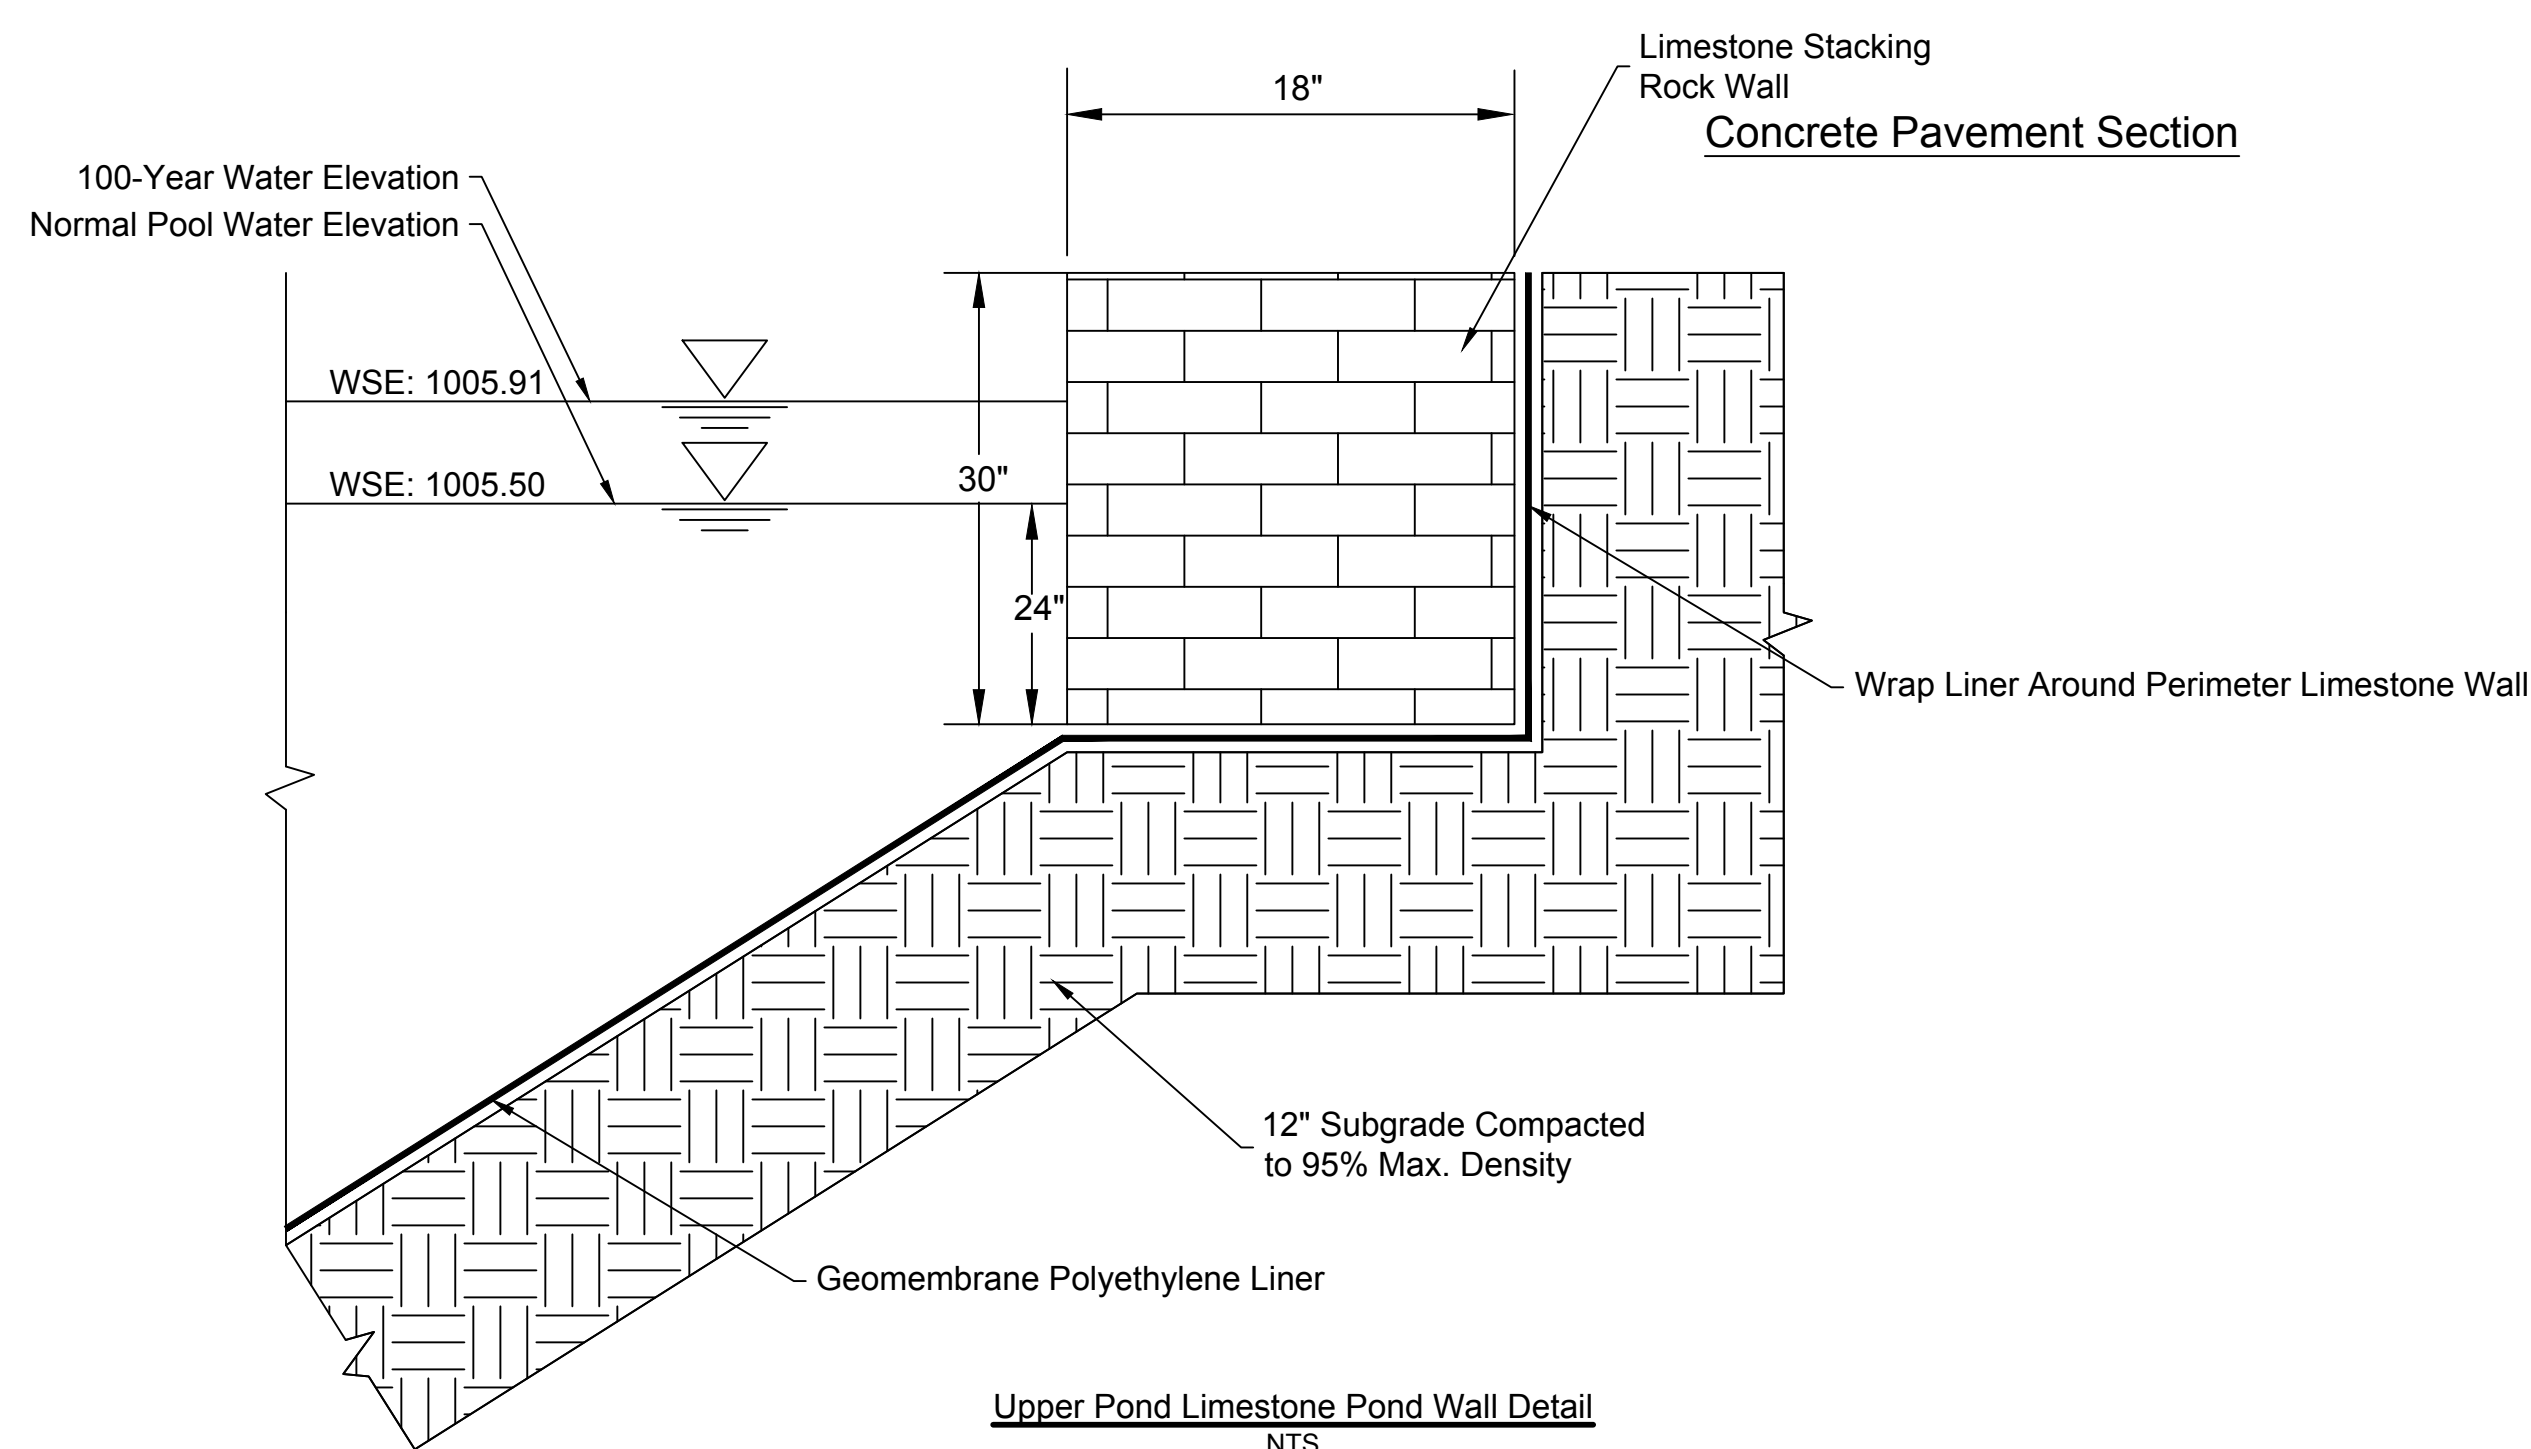 Limestone Stacking
Rock Wall
18"
Concrete Pavement Section
100-Year Water Elevation
Normal Pool Water Elevation
WSE: 1005.91
WSE: 1005.50
30"
24"
Wrap Liner Around Perimeter Limestone Wall
12" Subgrade Compacted
to 95% Max. Density
Geomembrane Polyethylene Liner
Upper Pond Limestone Pond Wall Detail
NTS